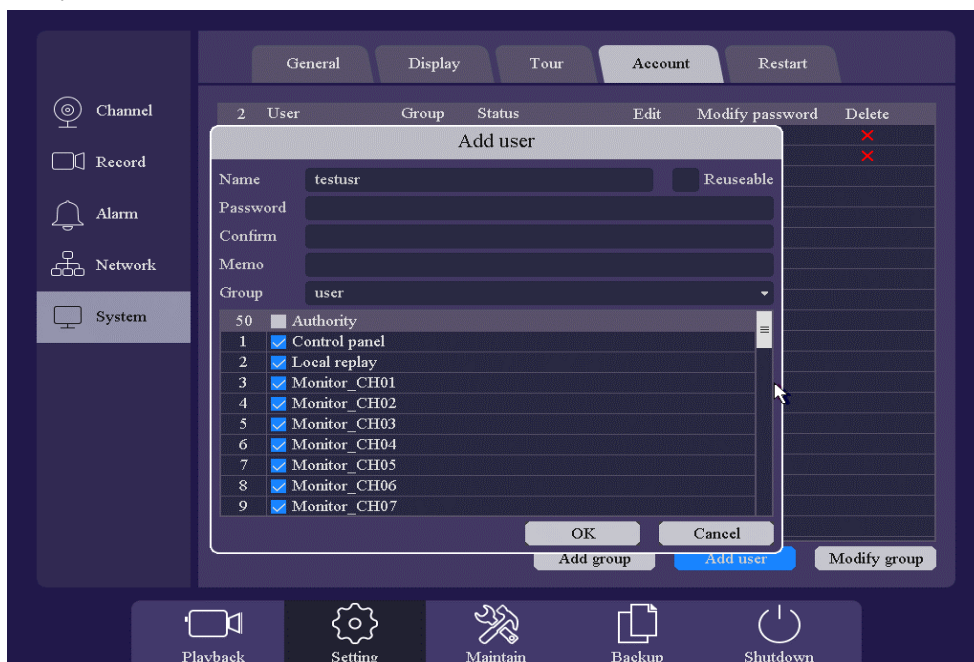 General Display Tour Account Restart
Channel
Record
Alarm
Network
System
2 User Group Status Edit Modify password Delete
Add user
Name testusr Reuseable
Password
Confirm
Memo
Group user
50 Authority
1 Control panel
2 Local replay
3 Monitor_CH01
4 Monitor_CH02
5 Monitor_CH03
6 Monitor_CH04
7 Monitor_CH05
8 Monitor_CH06
9 Monitor_CH07
OK Cancel
Add group Add user Modify group
Playback Setting Maintain Backup Shutdown